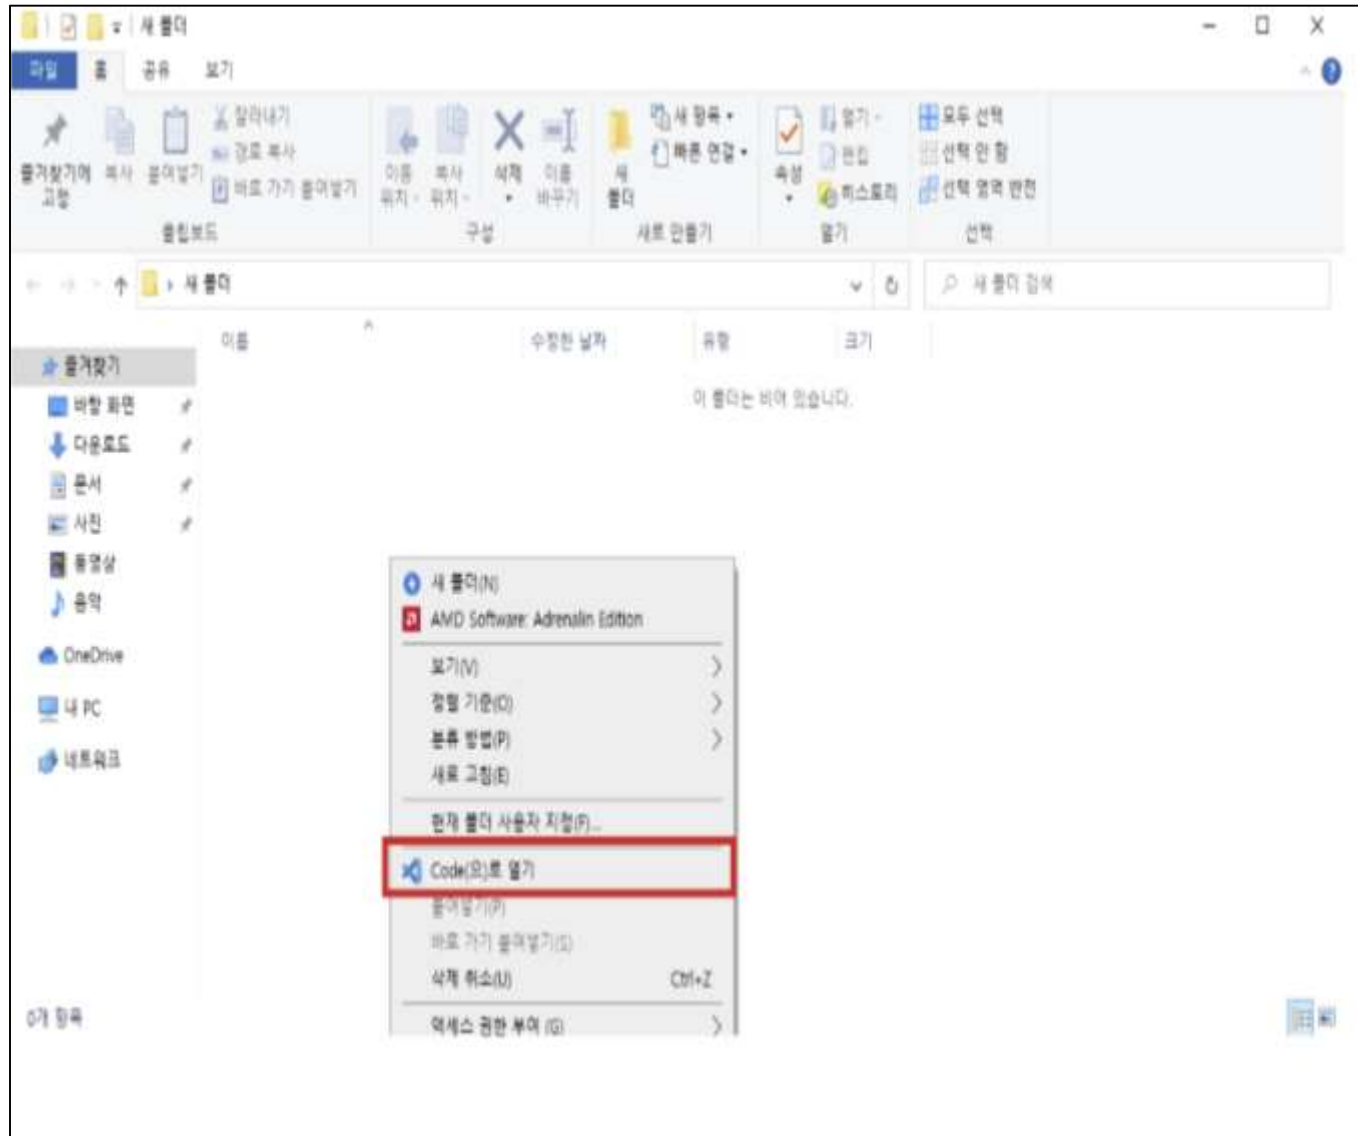 새 폴더
파일 홈 공유 보기
즐겨찾기에 고정
복사
붙여넣기
잘라내기
경로 복사
바로 가기 붙여넣기
클립보드
이동 위치
복사 위치
삭제
이름 바꾸기
구성
새 폴더
새 항목
빠른 연결
새로 만들기
속성
열기
편집
히스토리
열기
모두 선택
선택 안 함
선택 영역 반전
선택
새 폴더
새 폴더 검색
이름 수정한 날짜 유형 크기
이 폴더는 비어 있습니다.
즐겨찾기
바탕 화면
다운로드
문서
사진
동영상
음악
OneDrive
내 PC
네트워크
새 폴더(N)
AMD Software: Adrenalin Edition
보기(V)
정렬 기준(O)
분류 방법(P)
새로 고침(E)
현재 폴더 사용자 지정(F)...
Code(으)로 열기
붙여넣기(P)
바로 가기 붙여넣기(S)
삭제 취소(U) Ctrl+Z
액세스 권한 부여 (G)
0개 항목